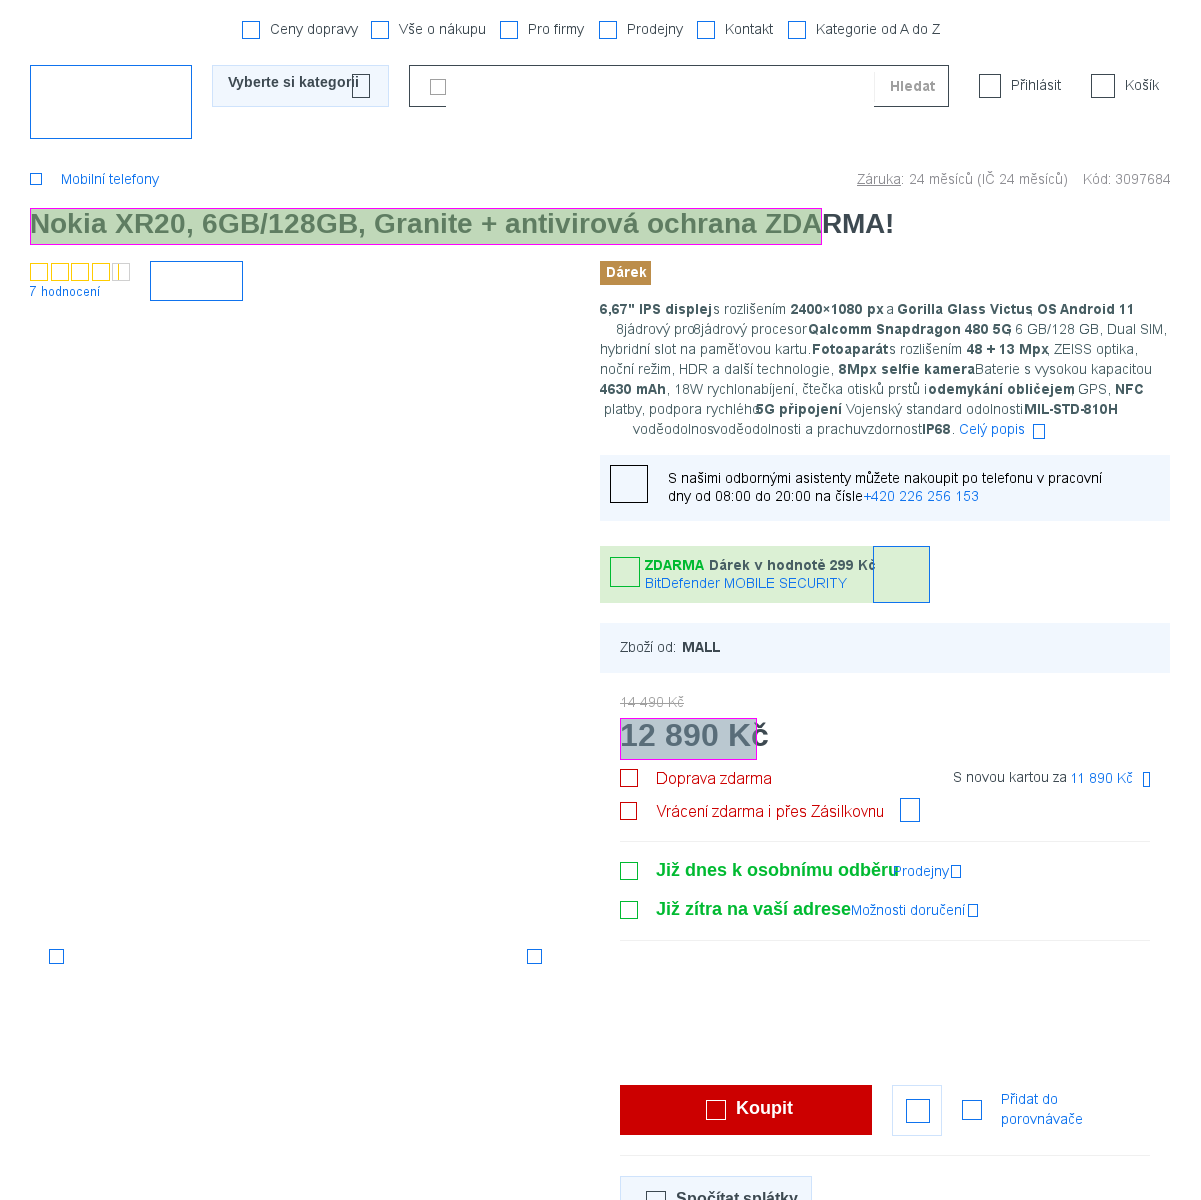 Ceny dopravy Vše o nákupu Pro firmy Prodejny Kontakt Kategorie od A do Z
Vyberte si kategorii Hledat Přihlásit Košík
Mobilní telefony Záruka: 24 měsíců (IČ 24 měsíců) Kód: 3097684
Nokia XR20, 6GB/128GB, Granite + antivirová ochrana ZDARMA!
7 hodnocení
Dárek
6,67" IPS displej s rozlišením 2400×1080 px a Gorilla Glass Victus, OS Android 11
8jádrový pro8jádrový procesor Qalcomm Snapdragon 480 5G, 6 GB/128 GB, Dual SIM,
hybridní slot na paměťovou kartu. Fotoaparát s rozlišením 48 + 13 Mpx, ZEISS optika,
noční režim, HDR a další technologie, 8Mpx selfie kamera Baterie s vysokou kapacitou
4630 mAh, 18W rychlonabíjení, čtečka otisků prstů i odemykání obličejem, GPS, NFC
platby, podpora rychlého 5G připojení Vojenský standard odolnosti MIL-STD-810H
voděodolnosvoděodolnosti a prachuvzdornost IP68. Celý popis
S našimi odbornými asistenty můžete nakoupit po telefonu v pracovní
dny od 08:00 do 20:00 na čísle +420 226 256 153
ZDARMA Dárek v hodnotě 299 Kč
BitDefender MOBILE SECURITY
Zboží od: MALL
14 490 Kč
12 890 Kč
Doprava zdarma S novou kartou za 11 890 Kč
Vrácení zdarma i přes Zásilkovnu
Již dnes k osobnímu odběru Prodejny
Již zítra na vaší adrese Možnosti doručení
Koupit
Přidat do
porovnávače
Spočítat splátky